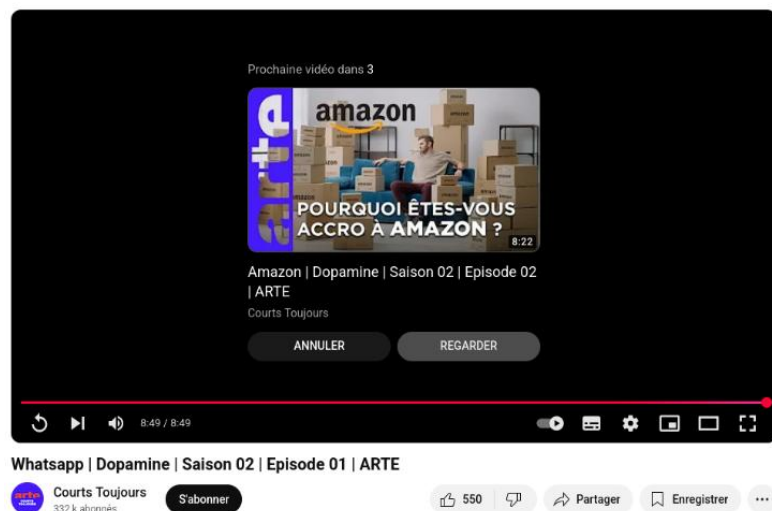 Prochaine vidéo dans 3
arte
amazon
POURQUOI ÊTES-VOUS
ACCRO À AMAZON ?
8:22
Amazon | Dopamine | Saison 02 | Episode 02
| ARTE
Courts Toujours
ANNULER
REGARDER
8:49 / 8:49
Whatsapp | Dopamine | Saison 02 | Episode 01 | ARTE
arte
Courts Toujours
332 k abonnés
S'abonner
550
Partager
Enregistrer